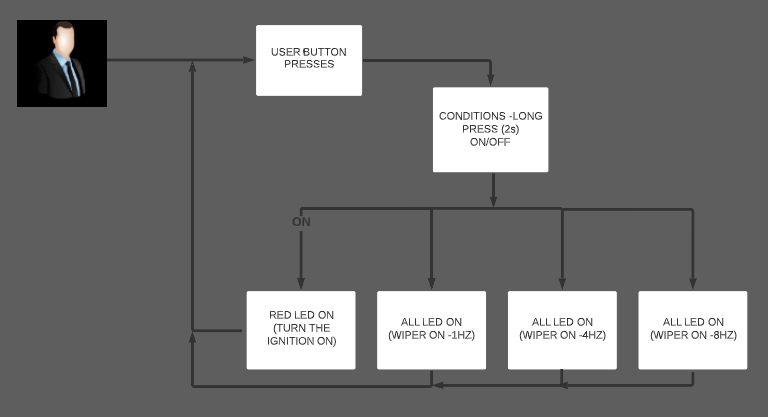 USER BUTTON
PRESSES
CONDITIONS -LONG
PRESS (2s)
ON/OFF
ON
RED LED ON
(TURN THE
IGNITION ON)
ALL LED ON
(WIPER ON -1HZ)
ALL LED ON
(WIPER ON -4HZ)
ALL LED ON
(WIPER ON -8HZ)